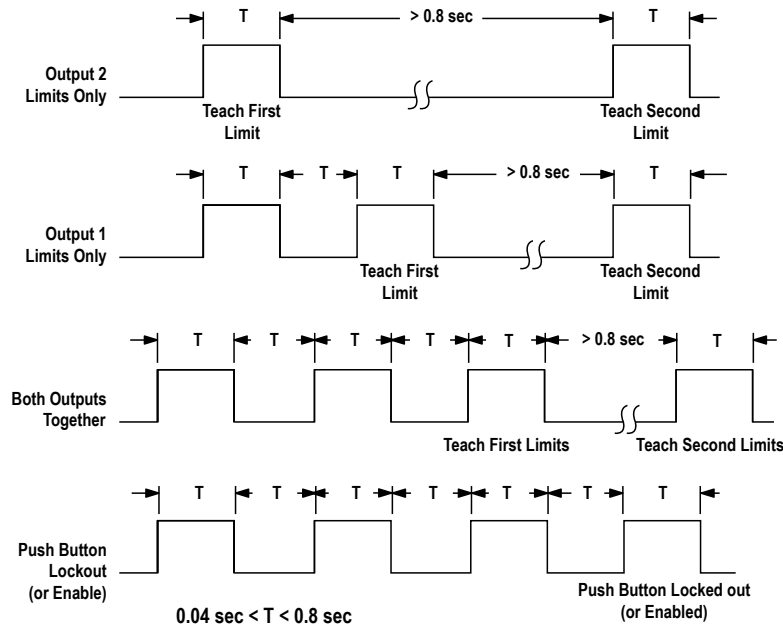 T > 0.8 sec T
Output 2
Limits Only
Teach First
Limit
Teach Second
Limit
T T T > 0.8 sec T
Output 1
Limits Only
Teach First
Limit
Teach Second
Limit
T T T T T > 0.8 sec T
Both Outputs
Together
Teach First Limits
Teach Second Limits
T T T T T T T
Push Button
Lockout
(or Enable)
Push Button Locked out
(or Enabled)
0.04 sec < T < 0.8 sec